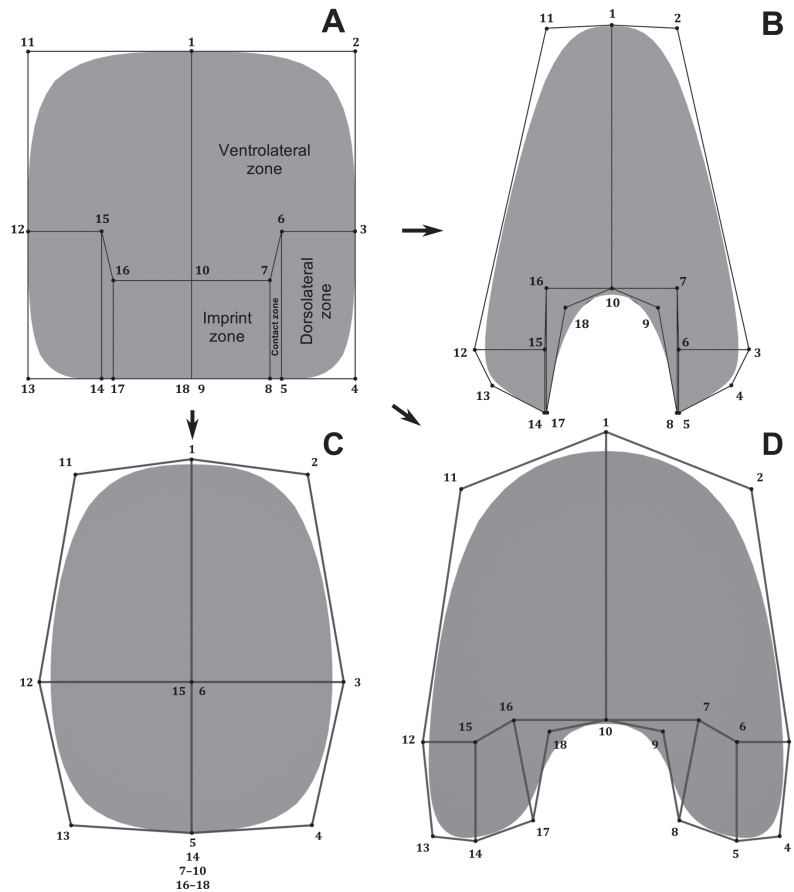 A
11 1 2
Ventrolateral
zone
12 15 6 3
16 10 7
Imprint
zone
Contact zone
Dorsolateral
zone
13 14 17 18 9 8 5 4
B
11 1 2
16 7
10
18 9
12 15 6 3
13 4
14 17 8 5
C
1
11 2
12 15 6 3
13 4
5
14
7–10
16–18
D
1
11 2
16 7
15 6
12 18 10 9
17 8
13 14 5 4